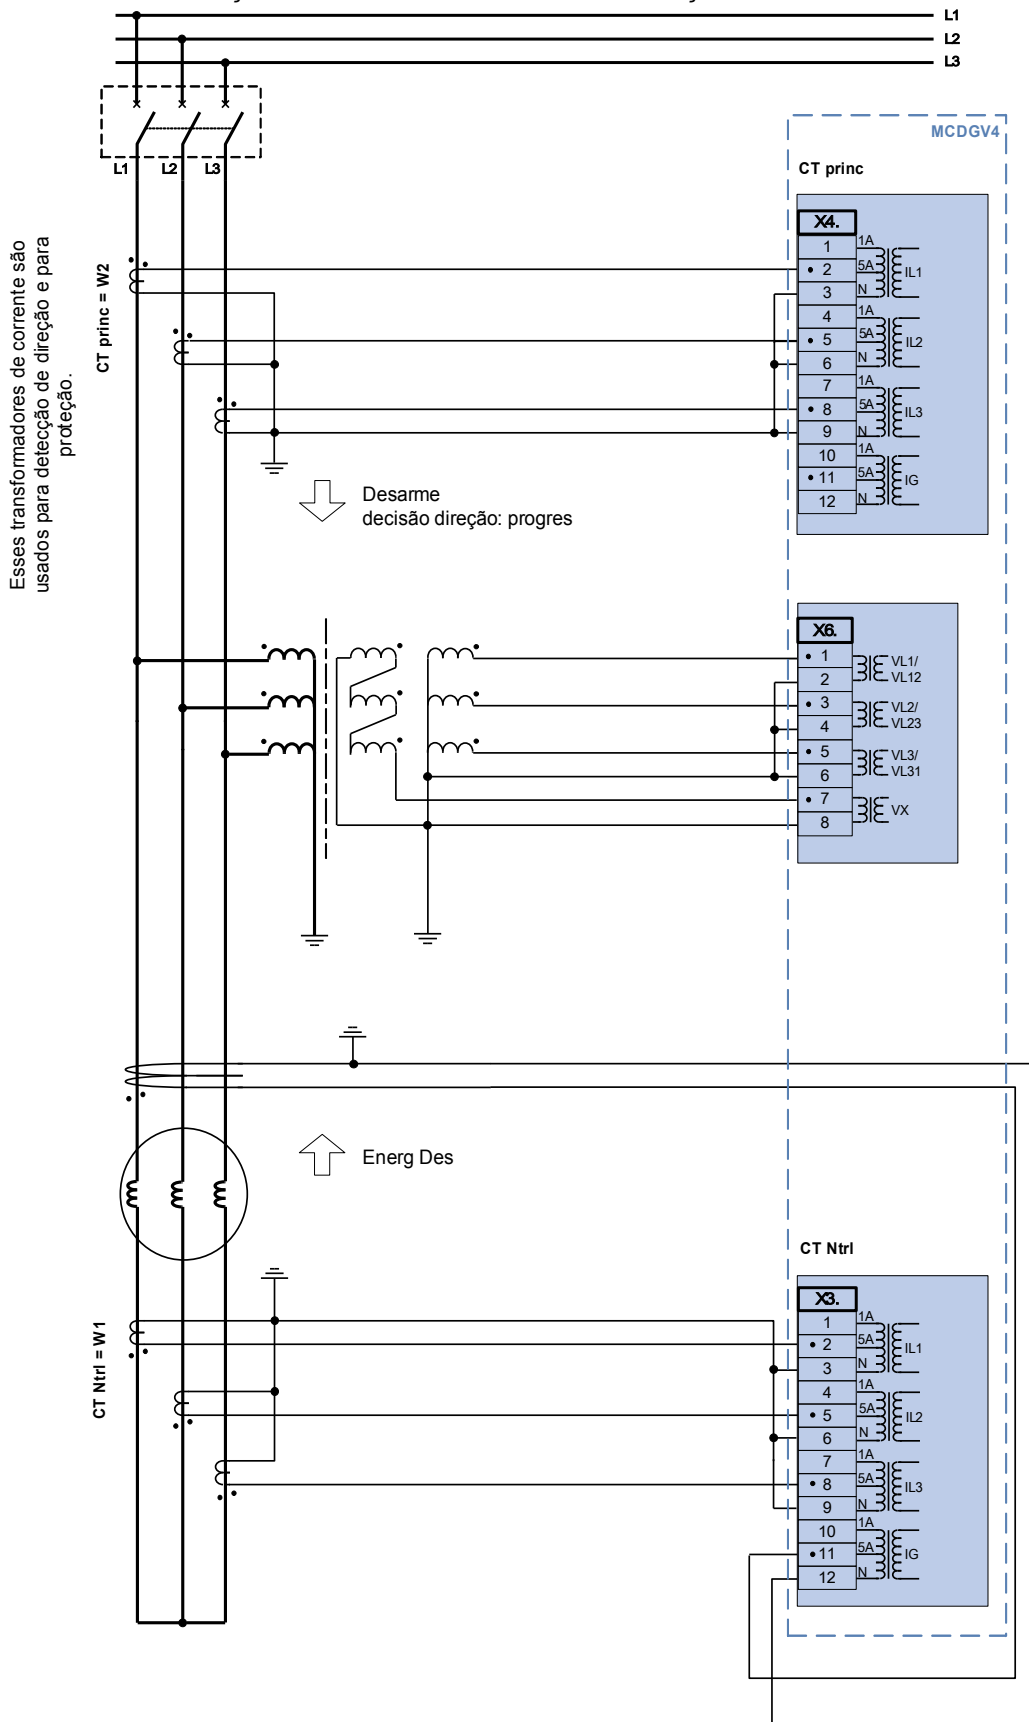 L1
L2
L3
L1
L2
L3
MCDGV4
CT princ
Esses transformadores de corrente são
usados para detecção de direção e para
proteção.
CT princ = W2
X4.
1 1A
2 5A IL1
3 N
4 1A
5 5A IL2
6 N
7 1A
8 5A IL3
9 N
10 1A
11 5A IG
12 N
Desarme
decisão direção: progres
X6.
1 VL1/
2 VL12
3 VL2/
4 VL23
5 VL3/
6 VL31
7 VX
8
Energ Des
CT Ntrl
CT Ntrl = W1
X3.
1 1A
2 5A IL1
3 N
4 1A
5 5A IL2
6 N
7 1A
8 5A IL3
9 N
10 1A
11 5A IG
12 N